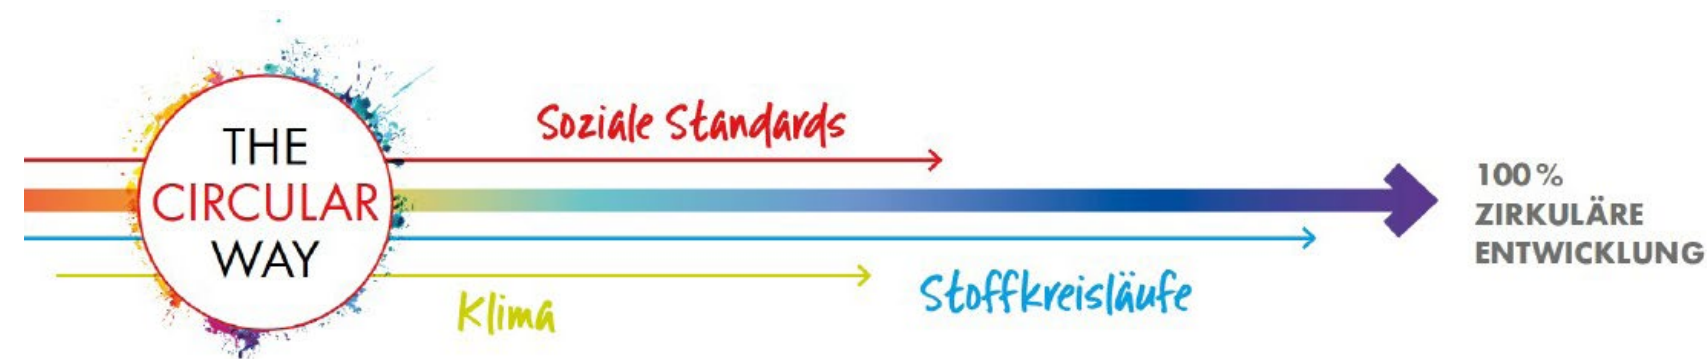 THE
CIRCULAR
WAY
Soziale Standards
Klima
Stoffkreisläufe
100 %
ZIRKULÄRE
ENTWICKLUNG